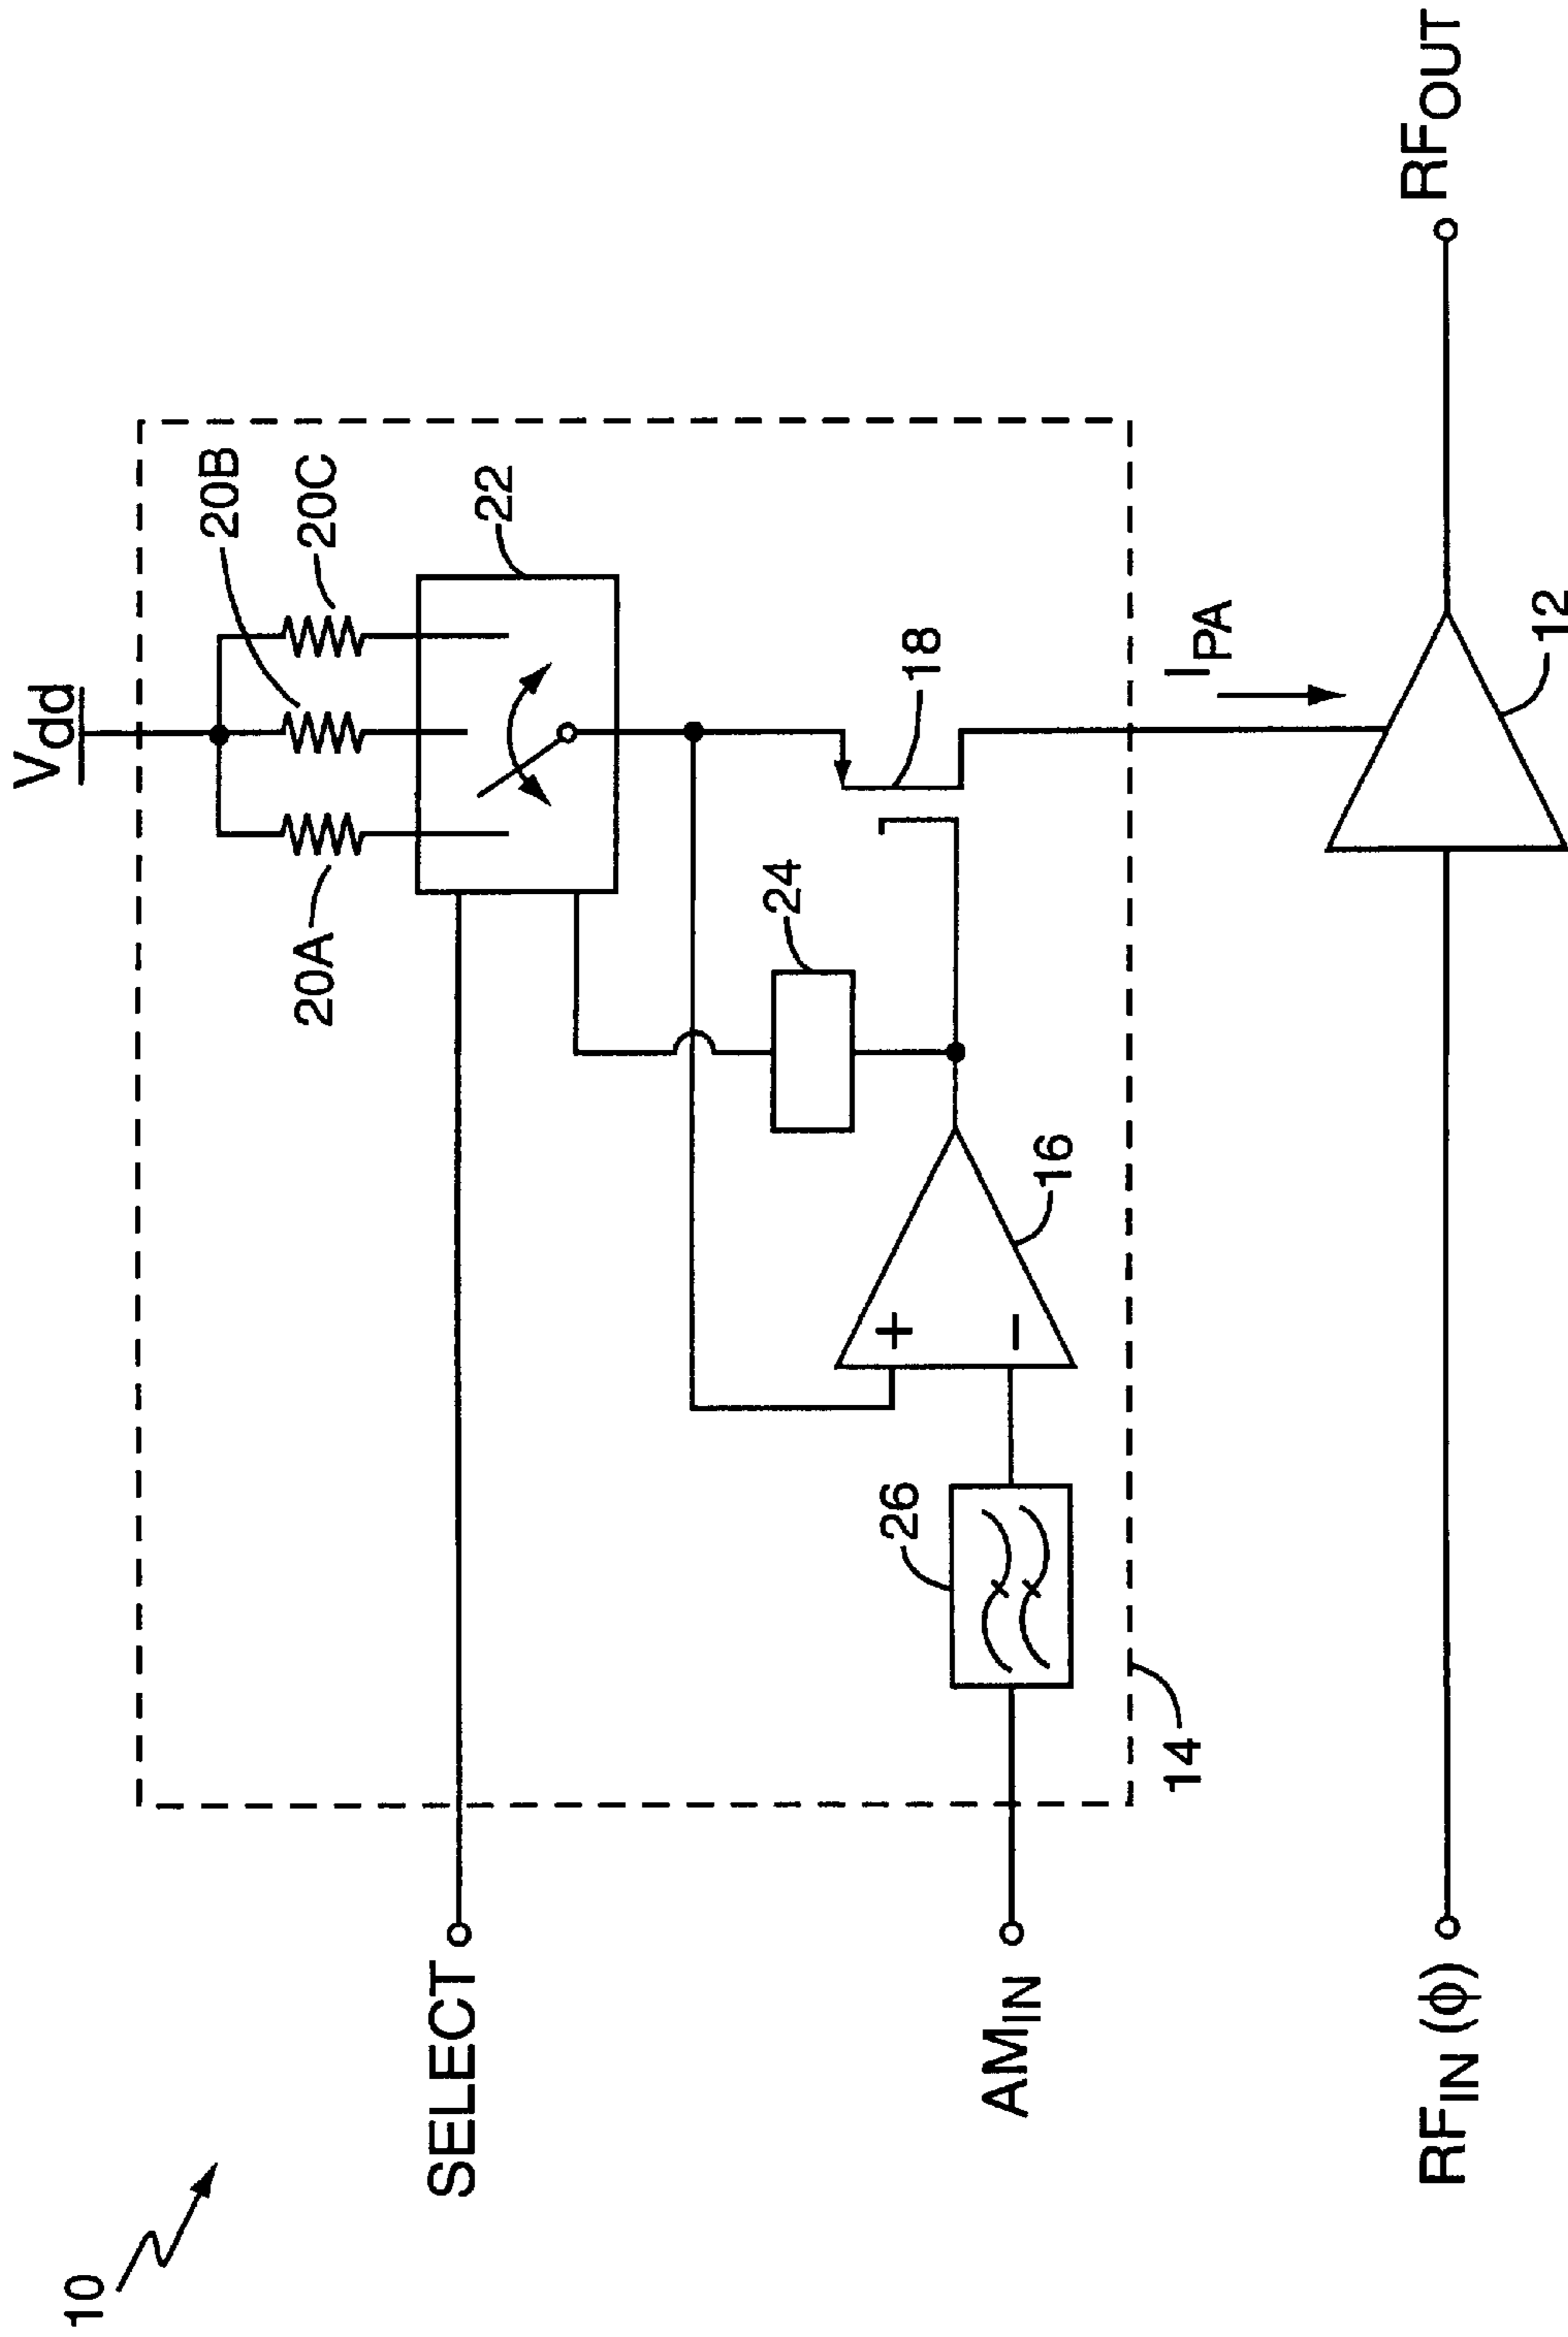 10
Vdd
20A
20B
20C
22
SELECT
24
18
26
+
−
16
AMIN
14
IPA
RFIN (ϕ)
12
RFOUT